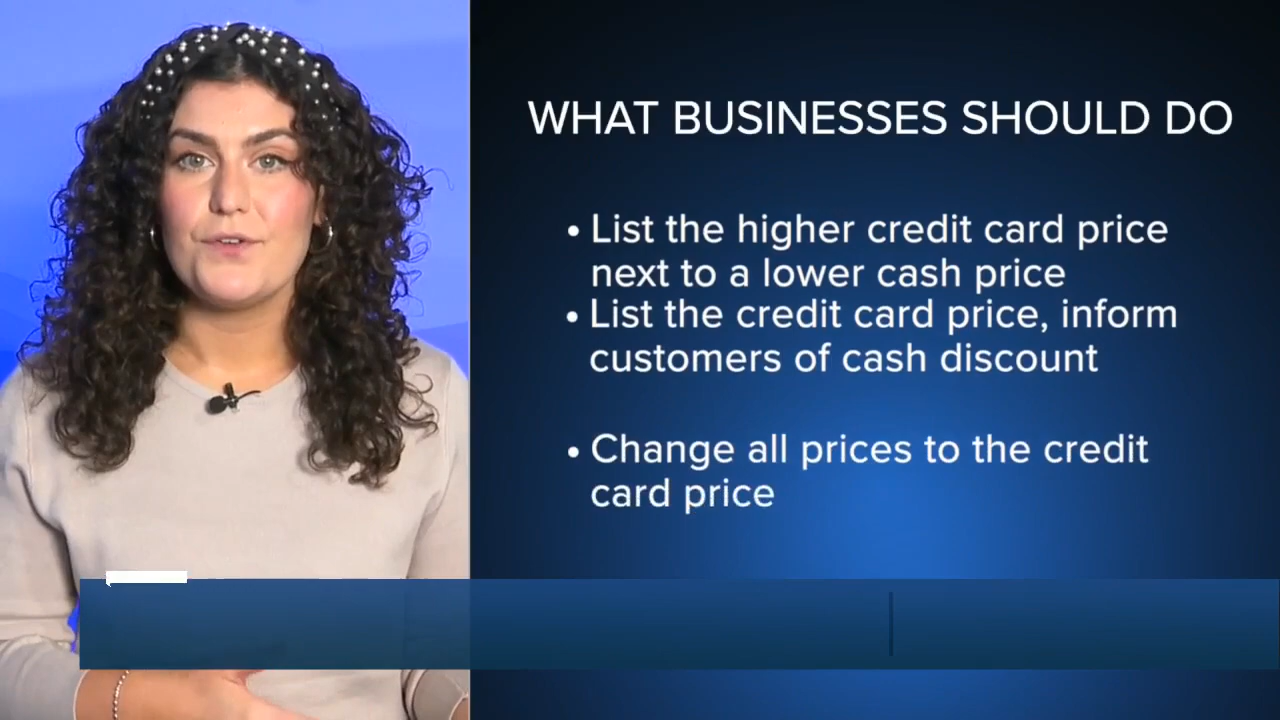 WHAT BUSINESSES SHOULD DO
• List the higher credit card price
next to a lower cash price
• List the credit card price, inform
customers of cash discount
• Change all prices to the credit
card price